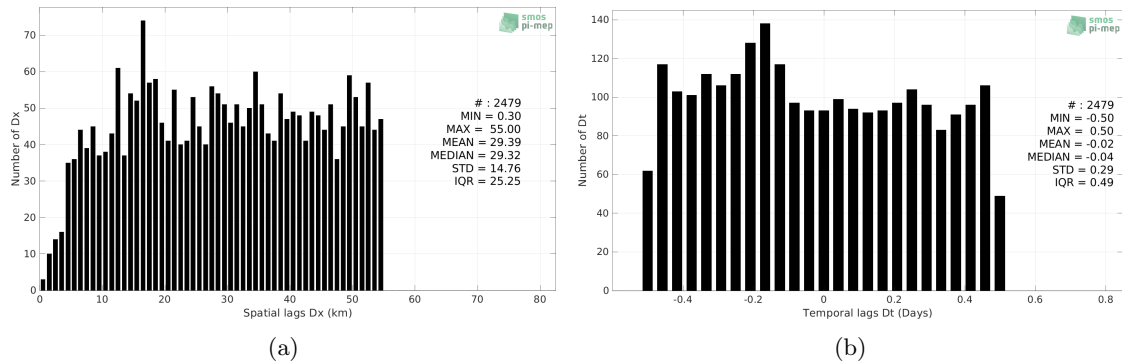 smos
pi-mep
70
60
50
40
30
20
10
0
Number of Dx
# : 2479
MIN = 0.30
MAX = 55.00
MEAN = 29.39
MEDIAN = 29.32
STD = 14.76
IQR = 25.25
0 10 20 30 40 50 60 70 80
Spatial lags Dx (km)
(a)
smos
pi-mep
140
120
100
80
60
40
20
0
Number of Dt
# : 2479
MIN = -0.50
MAX = 0.50
MEAN = -0.02
MEDIAN = -0.04
STD = 0.29
IQR = 0.49
-0.4 -0.2 0 0.2 0.4 0.6 0.8
Temporal lags Dt (Days)
(b)